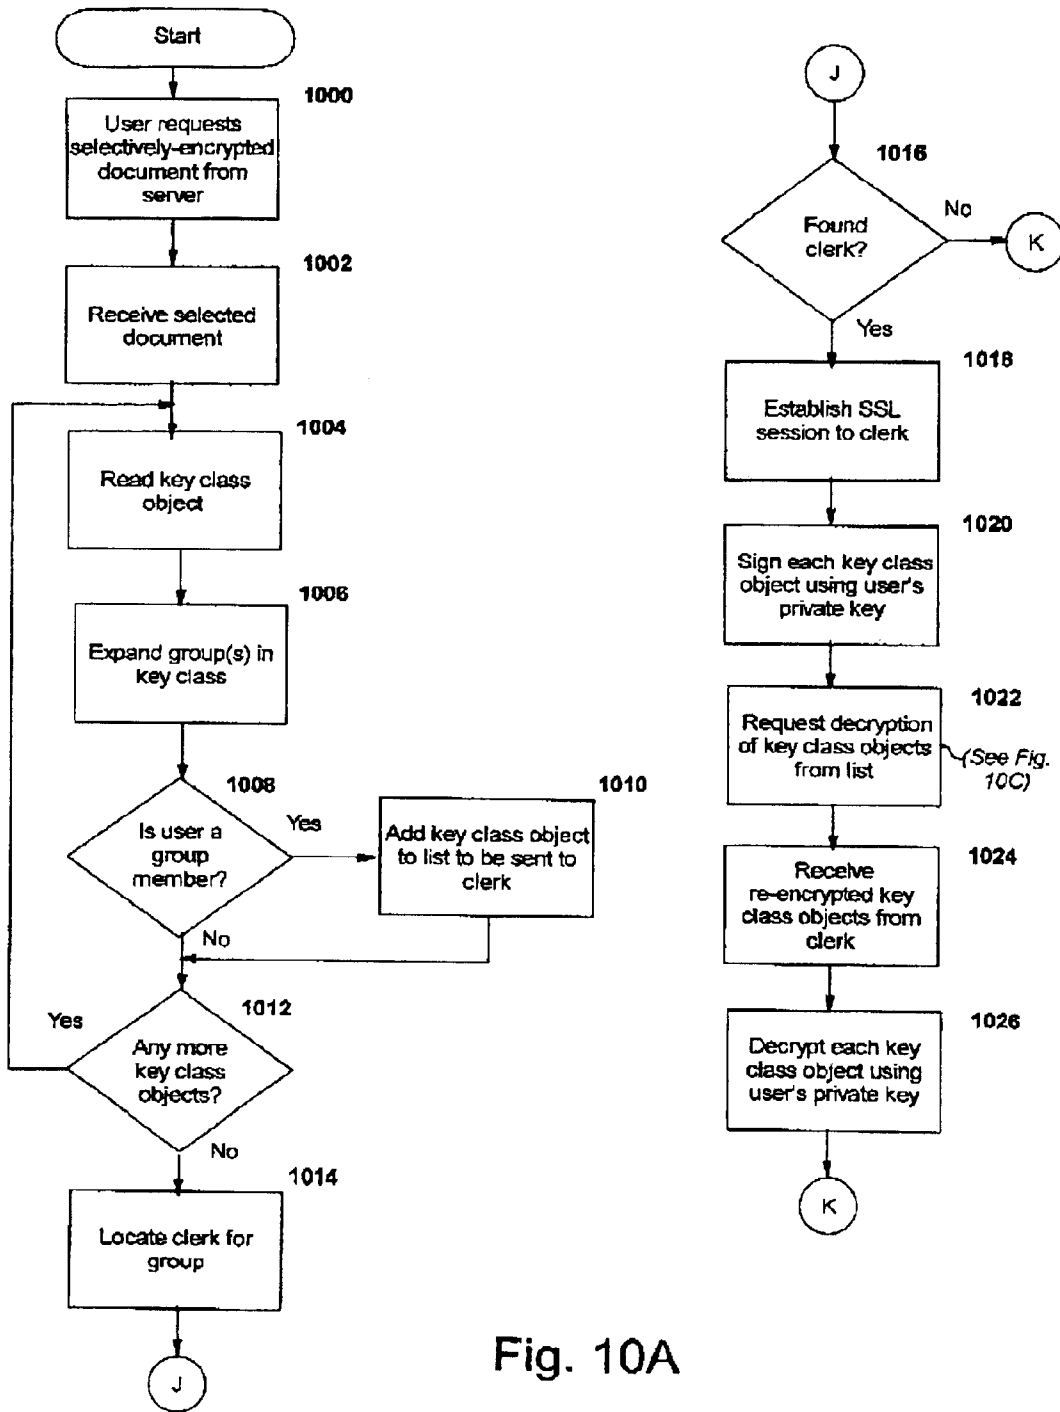 Start
1000
User requests
selectively-encrypted
document from
server
1002
Receive selected
document
1004
Read key class
object
1006
Expand group(s) in
key class
1008
Is user a
group
member?
Yes
No
1010
Add key class object
to list to be sent to
clerk
1012
Any more
key class
objects?
Yes
No
1014
Locate clerk for
group
J
J
1016
Found
clerk?
No
K
Yes
1018
Establish SSL
session to clerk
1020
Sign each key class
object using user's
private key
1022
Request decryption
of key class objects
from list
(See Fig.
10C)
1024
Receive
re-encrypted key
class objects from
clerk
1026
Decrypt each key
class object using
user's private key
K
Fig. 10A